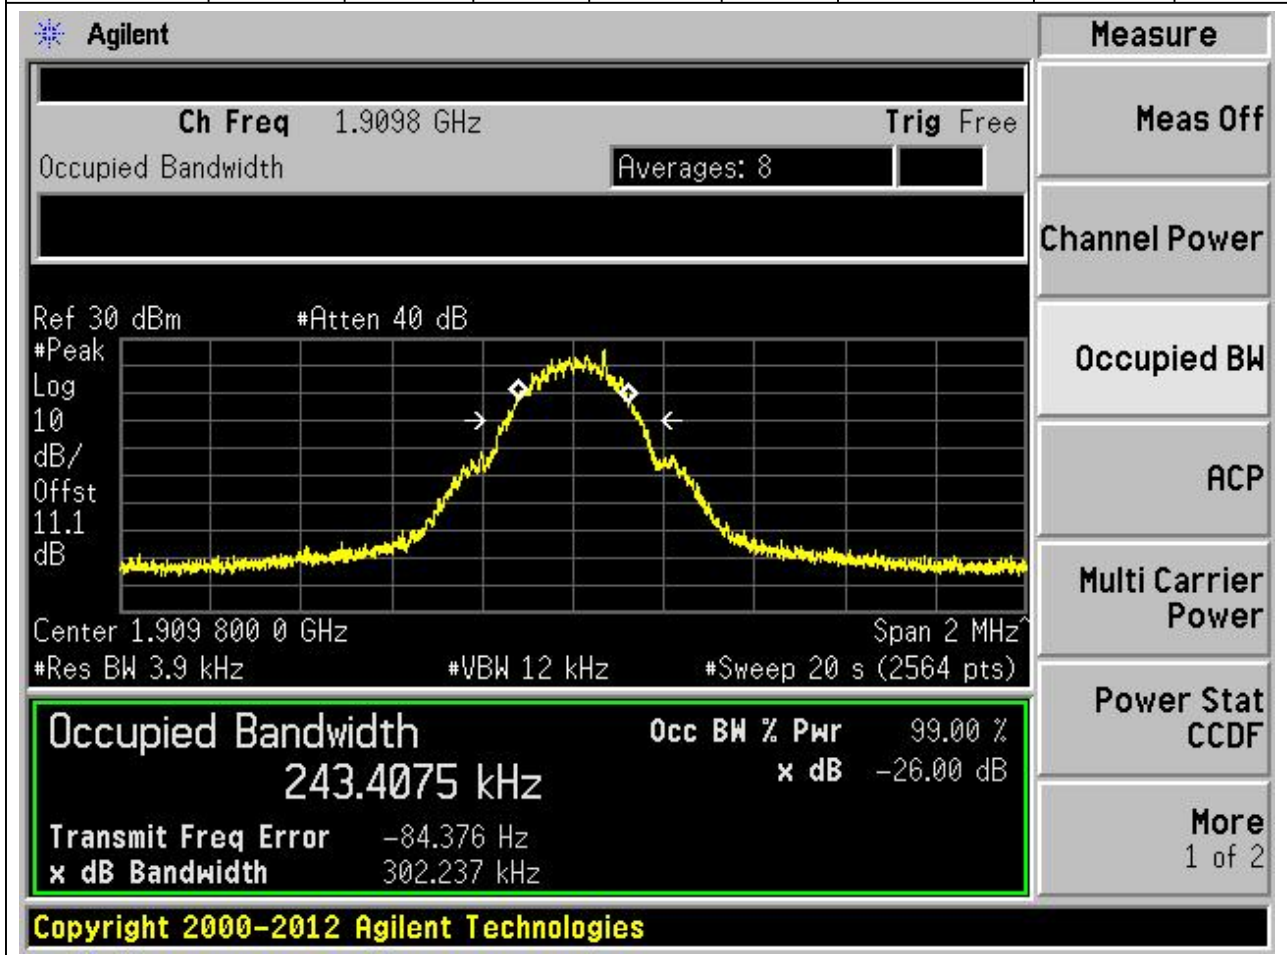 Agilent
Measure
Ch Freq 1.9098 GHz Trig Free
Occupied Bandwidth Averages: 8
Meas Off
Channel Power
Occupied BW
ACP
Multi Carrier
Power
Power Stat
CCDF
More
1 of 2
Ref 30 dBm #Atten 40 dB
#Peak
Log
10
dB/
Offst
11.1
dB
Center 1.909 800 0 GHz Span 2 MHz^
#Res BW 3.9 kHz #VBW 12 kHz #Sweep 20 s (2564 pts)
Occupied Bandwidth
243.4075 kHz
Occ BW % Pwr 99.00 %
x dB -26.00 dB
Transmit Freq Error -84.376 Hz
x dB Bandwidth 302.237 kHz
Copyright 2000-2012 Agilent Technologies